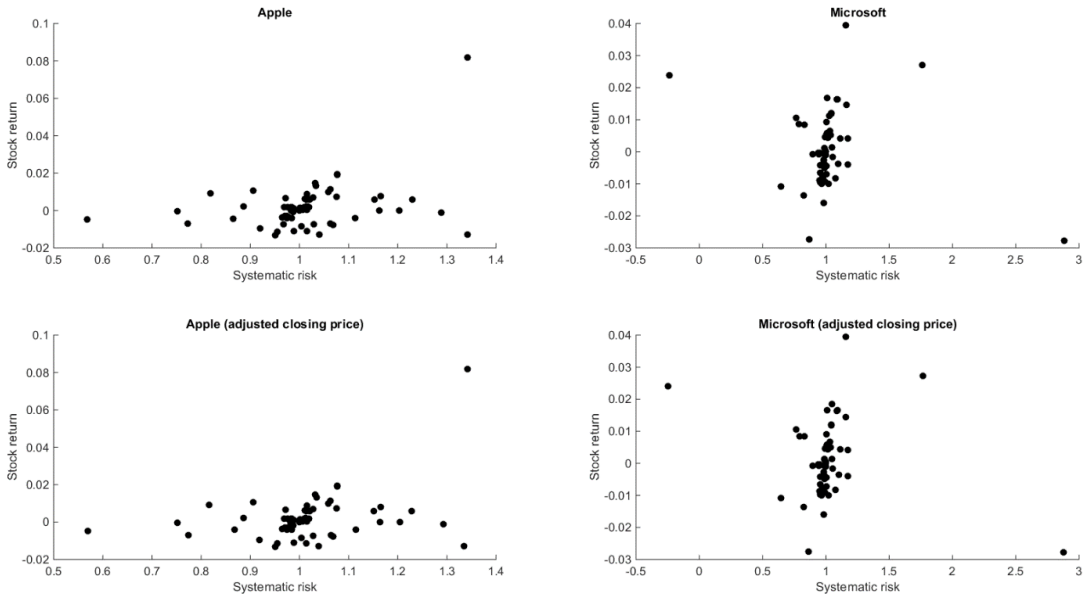 Apple
0.1
0.08
0.06
0.04
0.02
0
-0.02
Stock return
0.5 0.6 0.7 0.8 0.9 1 1.1 1.2 1.3 1.4
Systematic risk
Microsoft
0.04
0.03
0.02
0.01
0
-0.01
-0.02
-0.03
Stock return
-0.5 0 0.5 1 1.5 2 2.5 3
Systematic risk
Apple (adjusted closing price)
0.1
0.08
0.06
0.04
0.02
0
-0.02
Stock return
0.5 0.6 0.7 0.8 0.9 1 1.1 1.2 1.3 1.4
Systematic risk
Microsoft (adjusted closing price)
0.04
0.03
0.02
0.01
0
-0.01
-0.02
-0.03
Stock return
-0.5 0 0.5 1 1.5 2 2.5 3
Systematic risk